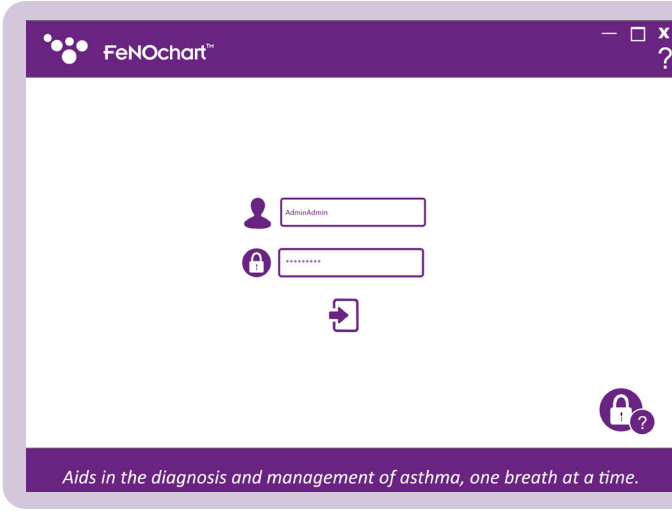 FeNOchart™
?
AdminAdmin
*********
?
Aids in the diagnosis and management of asthma, one breath at a time.